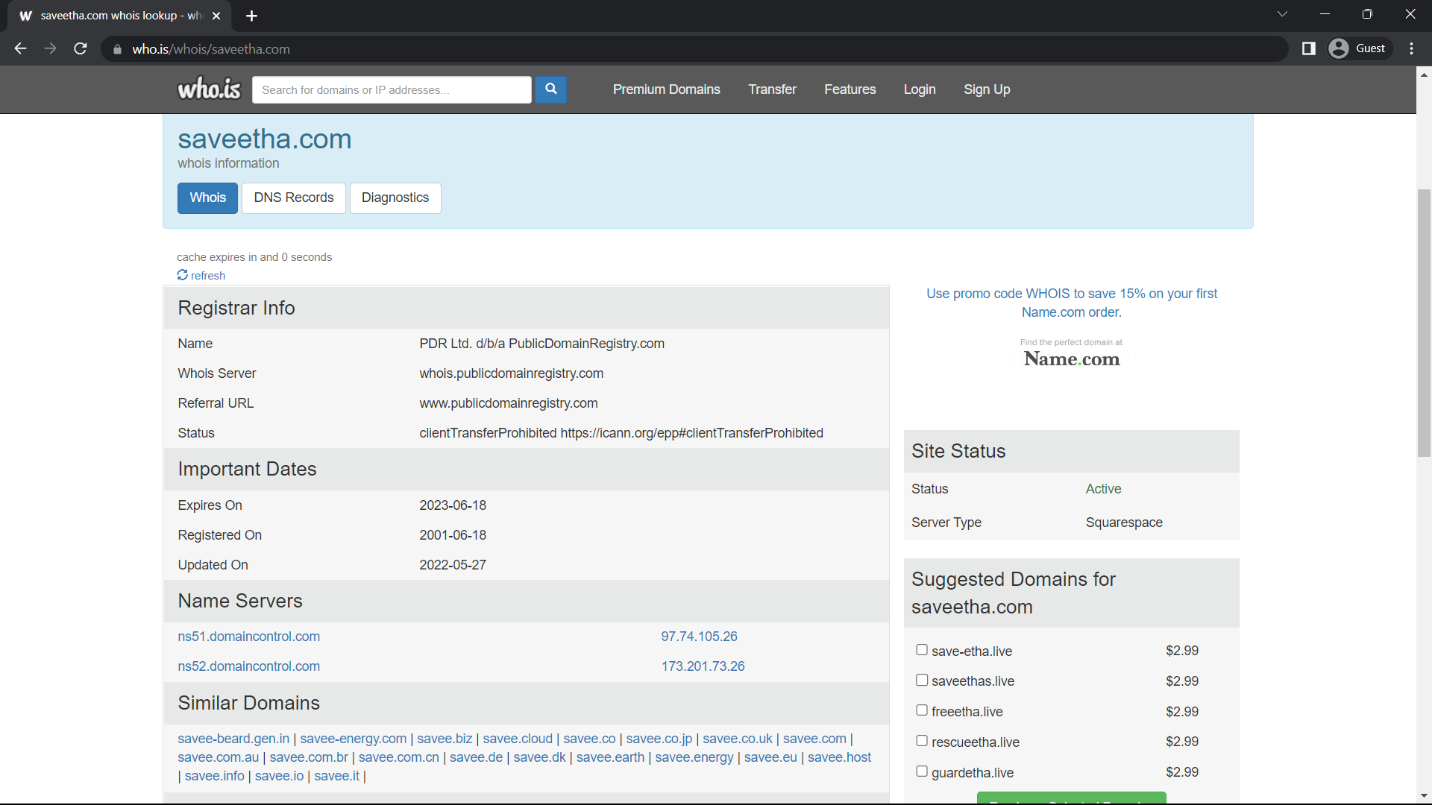 saveetha.com whois lookup - wh
who.is/whois/saveetha.com
Guest
who.is
Search for domains or IP addresses...
Premium Domains
Transfer
Features
Login
Sign Up
saveetha.com
whois information
Whois
DNS Records
Diagnostics
cache expires in and 0 seconds
refresh
Registrar Info
Name PDR Ltd. d/b/a PublicDomainRegistry.com
Whois Server whois.publicdomainregistry.com
Referral URL www.publicdomainregistry.com
Status clientTransferProhibited https://icann.org/epp#clientTransferProhibited
Important Dates
Expires On 2023-06-18
Registered On 2001-06-18
Updated On 2022-05-27
Name Servers
ns51.domaincontrol.com 97.74.105.26
ns52.domaincontrol.com 173.201.73.26
Similar Domains
savee-beard.gen.in | savee-energy.com | savee.biz | savee.cloud | savee.co | savee.co.jp | savee.co.uk | savee.com |
savee.com.au | savee.com.br | savee.com.cn | savee.de | savee.dk | savee.earth | savee.energy | savee.eu | savee.host
| savee.info | savee.io | savee.it |
Use promo code WHOIS to save 15% on your first
Name.com order.
Find the perfect domain at
Name.com
Site Status
Status Active
Server Type Squarespace
Suggested Domains for
saveetha.com
save-etha.live $2.99
saveethas.live $2.99
freeetha.live $2.99
rescueetha.live $2.99
guardetha.live $2.99